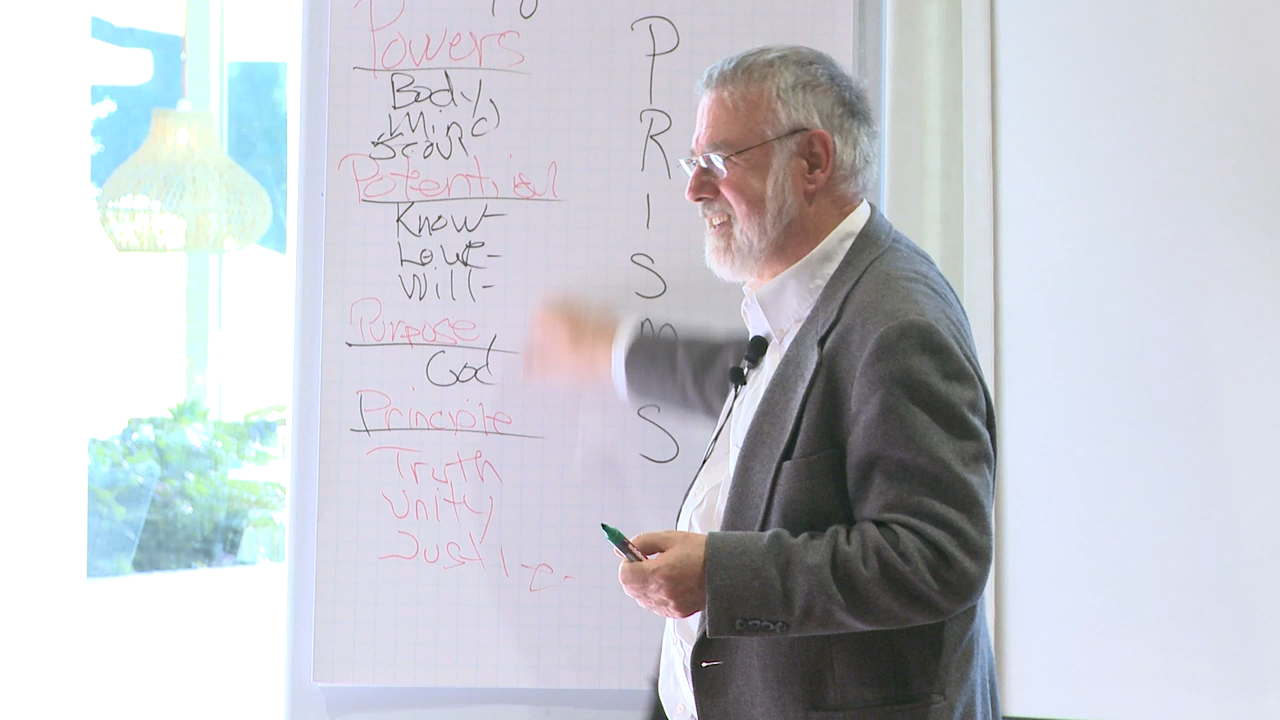 Powers
Body,
Mind
Soul
Potential
Know-
Love-
Will-
Purpose
God
Principle
Truth
Unity
Justice
P
R
I
S
M
S